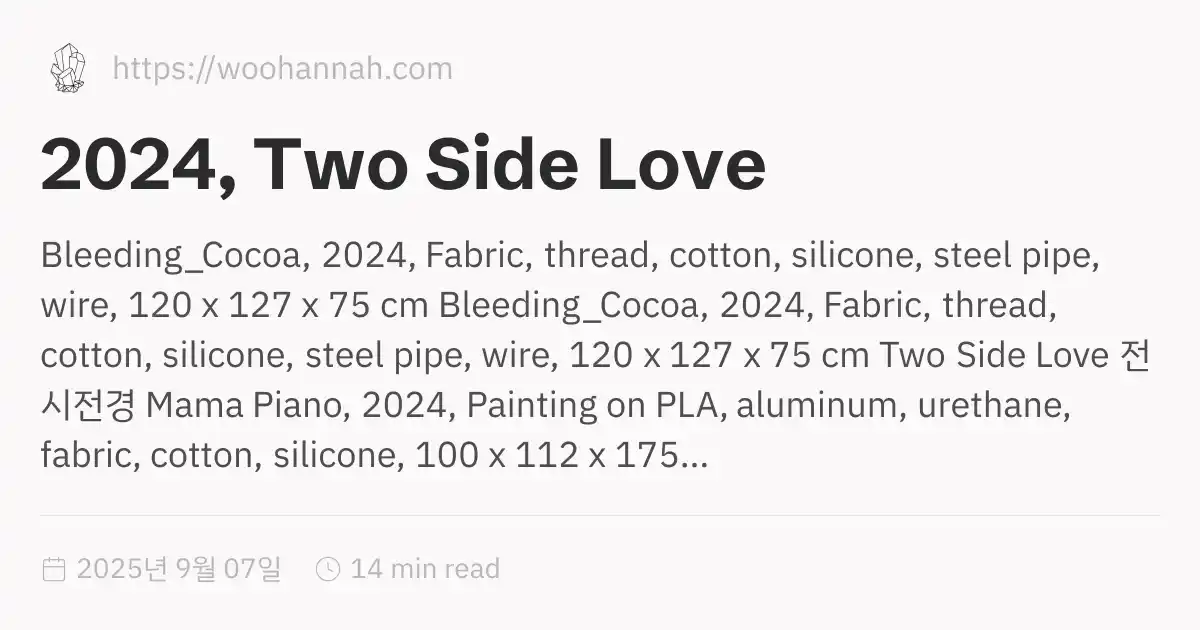 https://woohannah.com
2024, Two Side Love
Bleeding_Cocoa, 2024, Fabric, thread, cotton, silicone, steel pipe,
wire, 120 x 127 x 75 cm Bleeding_Cocoa, 2024, Fabric, thread,
cotton, silicone, steel pipe, wire, 120 x 127 x 75 cm Two Side Love 전
시전경 Mama Piano, 2024, Painting on PLA, aluminum, urethane,
fabric, cotton, silicone, 100 x 112 x 175...
2025년 9월 07일 14 min read